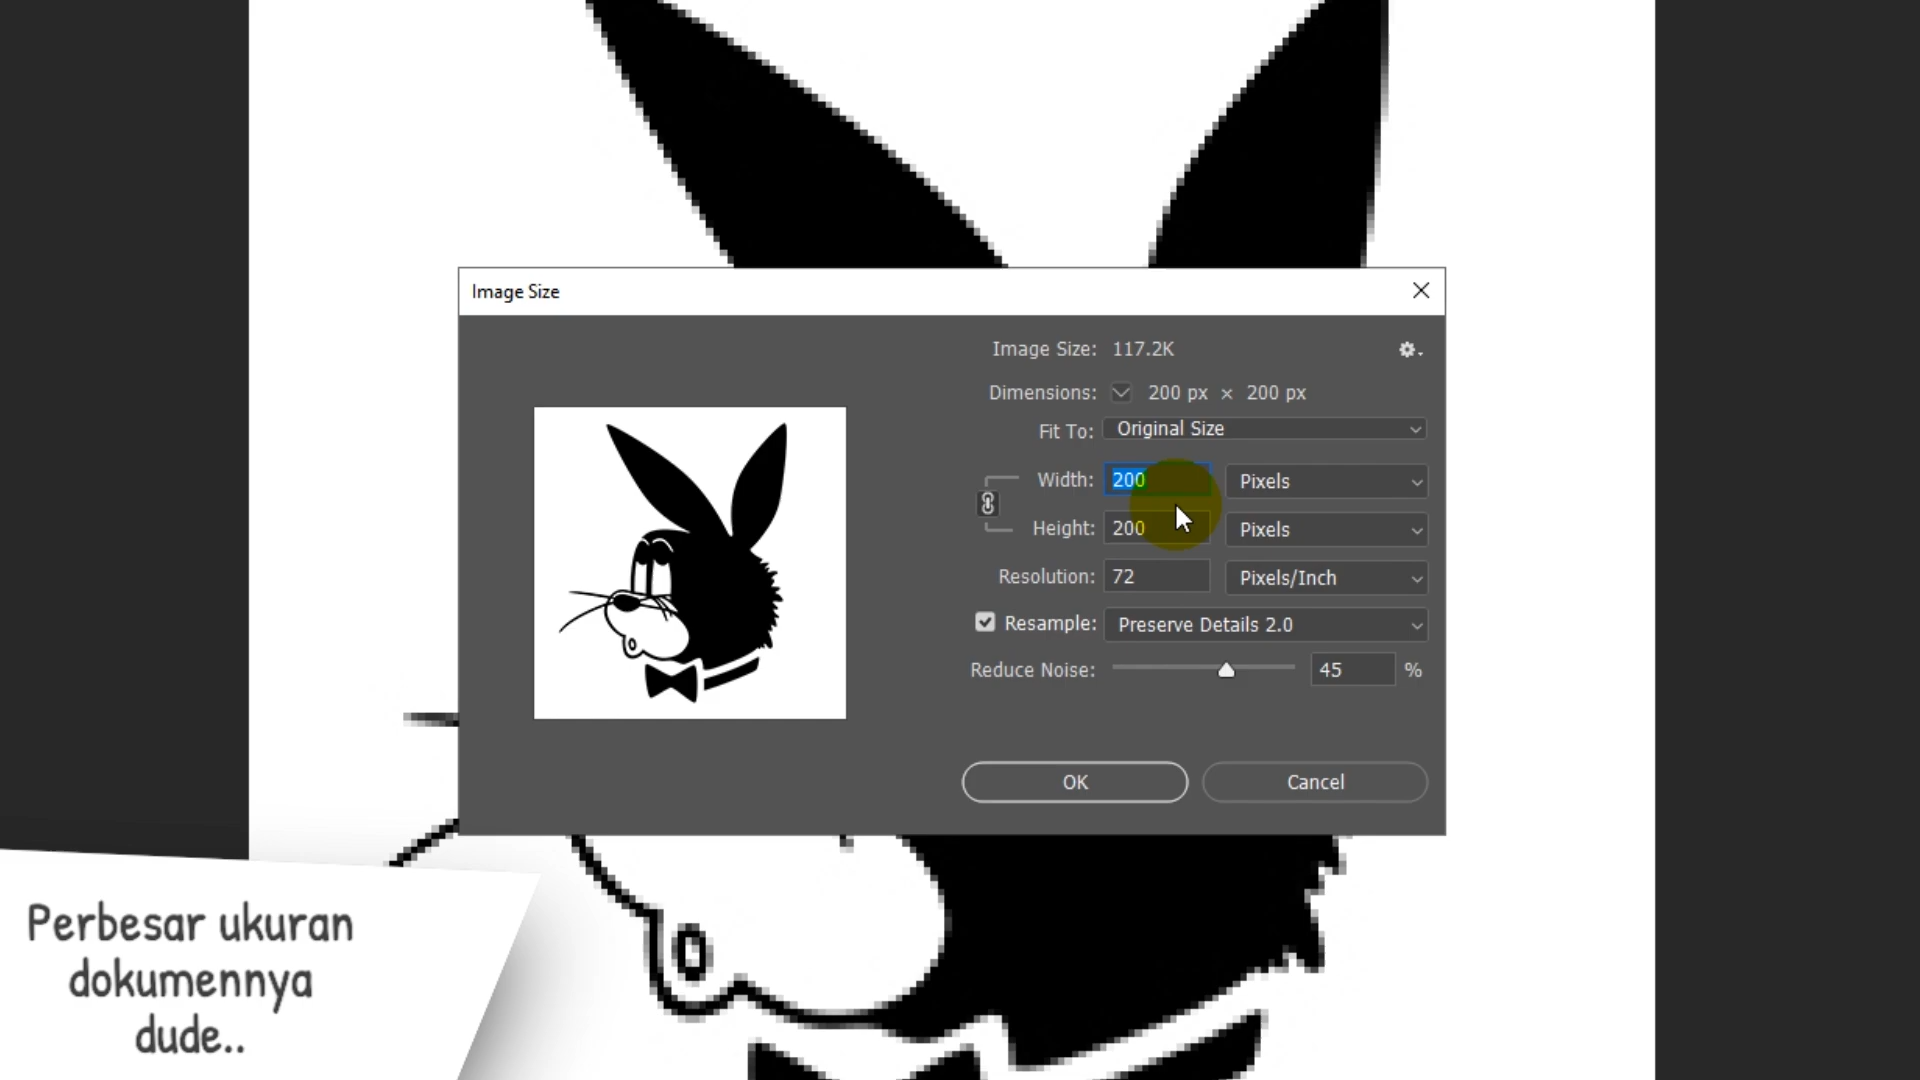 Image Size
Image Size: 117.2K
Dimensions: 200 px × 200 px
Fit To: Original Size
Width: 200 Pixels
Height: 200 Pixels
Resolution: 72 Pixels/Inch
Resample: Preserve Details 2.0
Reduce Noise: 45 %
OK Cancel
Perbesar ukuran
dokumennya
dude..